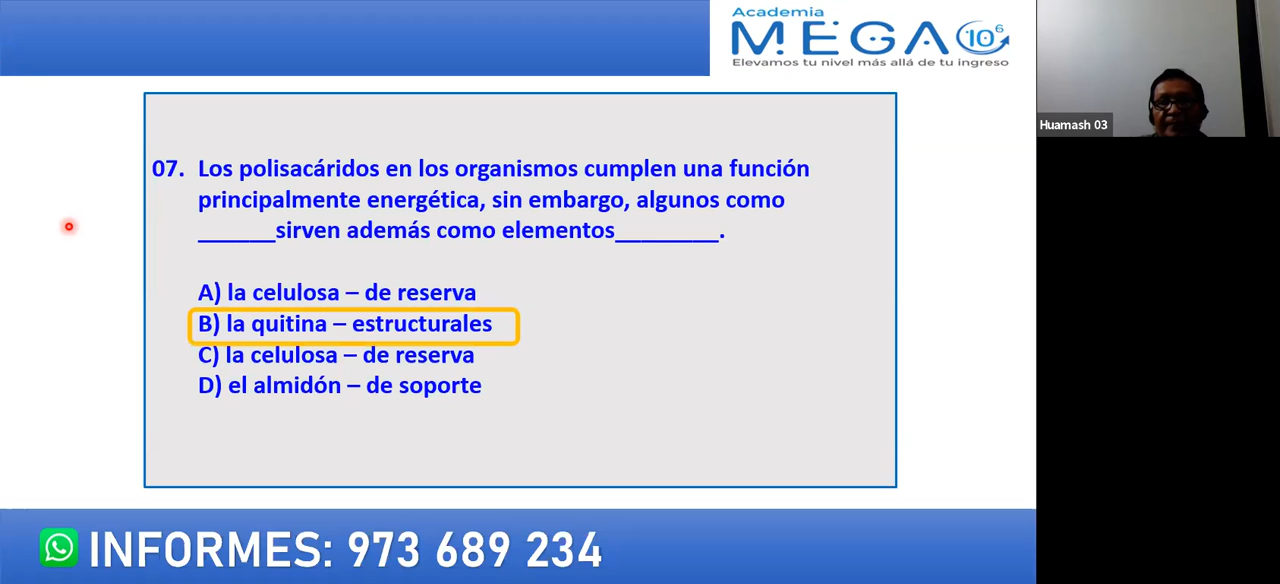 Academia
MEGA 10⁶
Elevamos tu nivel más allá de tu ingreso
Huamash 03
07. Los polisacáridos en los organismos cumplen una función
principalmente energética, sin embargo, algunos como
______sirven además como elementos________.
A) la celulosa – de reserva
B) la quitina – estructurales
C) la celulosa – de reserva
D) el almidón – de soporte
INFORMES: 973 689 234